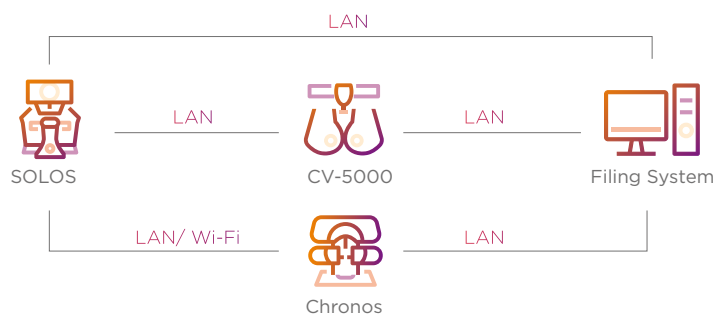 LAN
LAN
LAN
SOLOS
CV-5000
Filing System
LAN/ Wi-Fi
LAN
Chronos